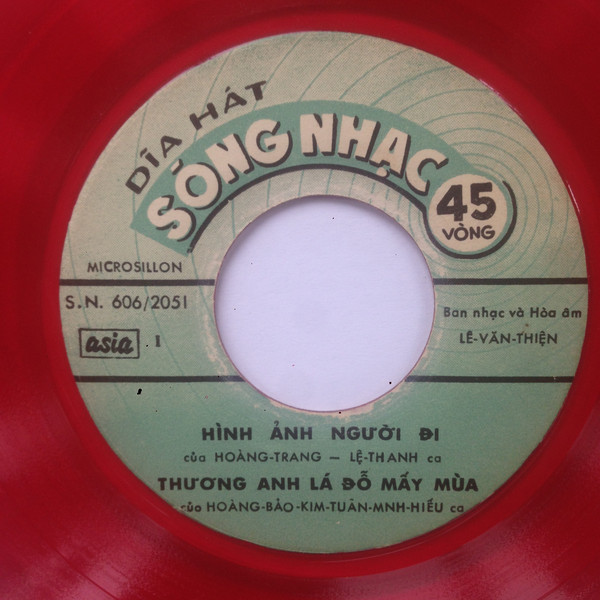 DĨA HÁT
SÓNG NHẠC
45
VÒNG
MICROSILLON
S.N. 606/2051
asia I
Ban nhạc và Hòa âm
LÊ-VĂN-THIỆN
HÌNH ẢNH NGƯỜI ĐI
của HOÀNG-TRANG — LỆ-THANH ca
THƯƠNG ANH LÁ ĐỖ MẤY MÙA
của HOÀNG-BẢO-KIM-TUẤN-MNH-HIẾU ca